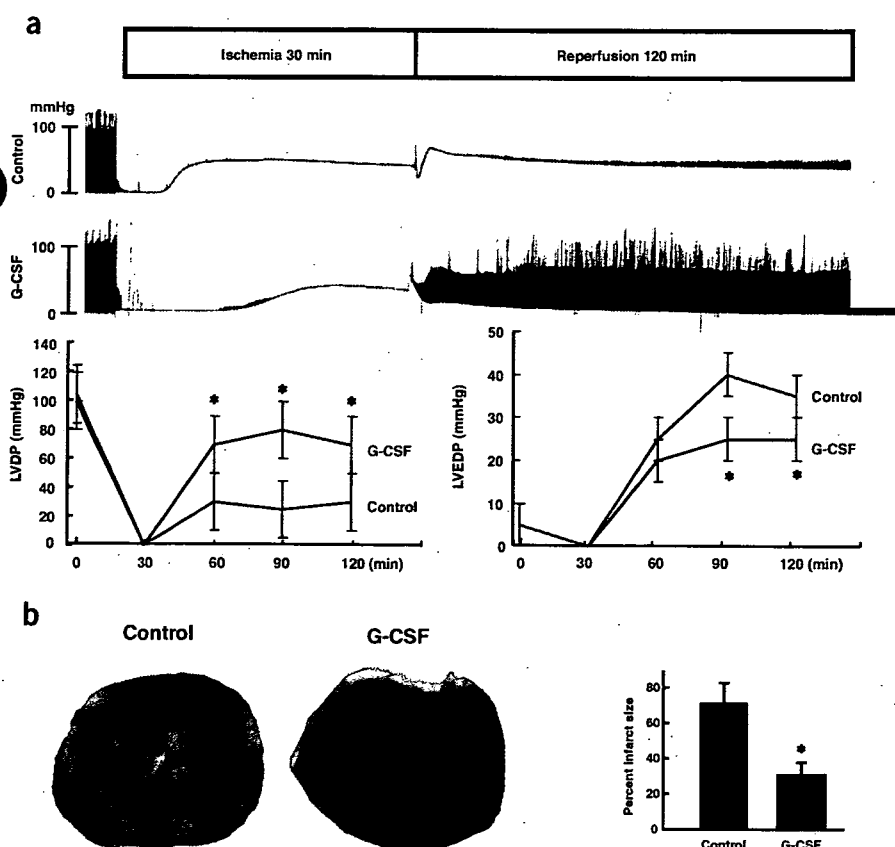 a
Ischemia 30 min Reperfusion 120 min
mmHg
100
Control
0
100
G-CSF
0
140
120
100
80
60
40
20
0
LVDP (mmHg)
* * *
G-CSF
Control
0 30 60 90 120 (min)
50
40
30
20
10
0
LVEDP (mmHg)
Control
G-CSF
* *
0 30 60 90 120 (min)
b
Control G-CSF
80
60
40
20
0
Percent infarct size
*
Control G-CSF